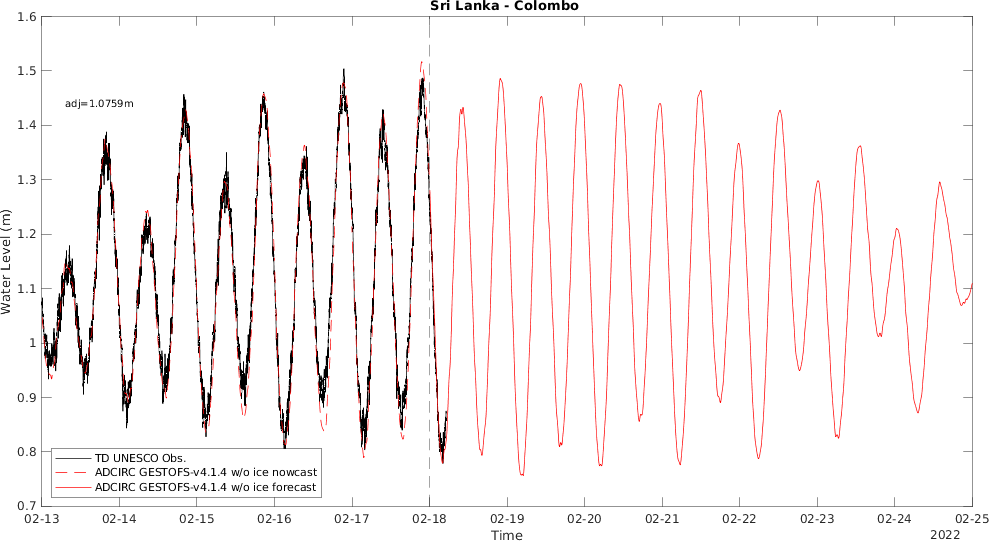 Sri Lanka - Colombo
1.6
1.5
adj=1.0759m
1.4
1.3
1.2
Water Level (m)
1.1
1
0.9
0.8
TD UNESCO Obs.
ADCIRC GESTOFS-v4.1.4 w/o ice nowcast
ADCIRC GESTOFS-v4.1.4 w/o ice forecast
0.7
02-13 02-14 02-15 02-16 02-17 02-18 02-19 02-20 02-21 02-22 02-23 02-24 02-25
Time
2022